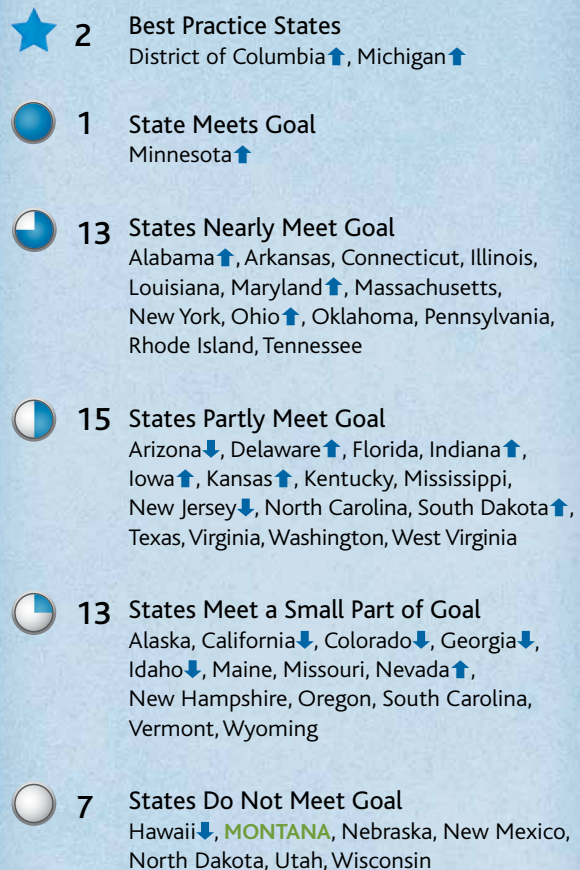 2 Best Practice States
District of Columbia⬆, Michigan⬆
1 State Meets Goal
Minnesota⬆
13 States Nearly Meet Goal
Alabama⬆, Arkansas, Connecticut, Illinois,
Louisiana, Maryland⬆, Massachusetts,
New York, Ohio⬆, Oklahoma, Pennsylvania,
Rhode Island, Tennessee
15 States Partly Meet Goal
Arizona⬇, Delaware⬆, Florida, Indiana⬆,
Iowa⬆, Kansas⬆, Kentucky, Mississippi,
New Jersey⬇, North Carolina, South Dakota⬆,
Texas, Virginia, Washington, West Virginia
13 States Meet a Small Part of Goal
Alaska, California⬇, Colorado⬇, Georgia⬇,
Idaho⬇, Maine, Missouri, Nevada⬆,
New Hampshire, Oregon, South Carolina,
Vermont, Wyoming
7 States Do Not Meet Goal
Hawaii⬇, MONTANA, Nebraska, New Mexico,
North Dakota, Utah, Wisconsin